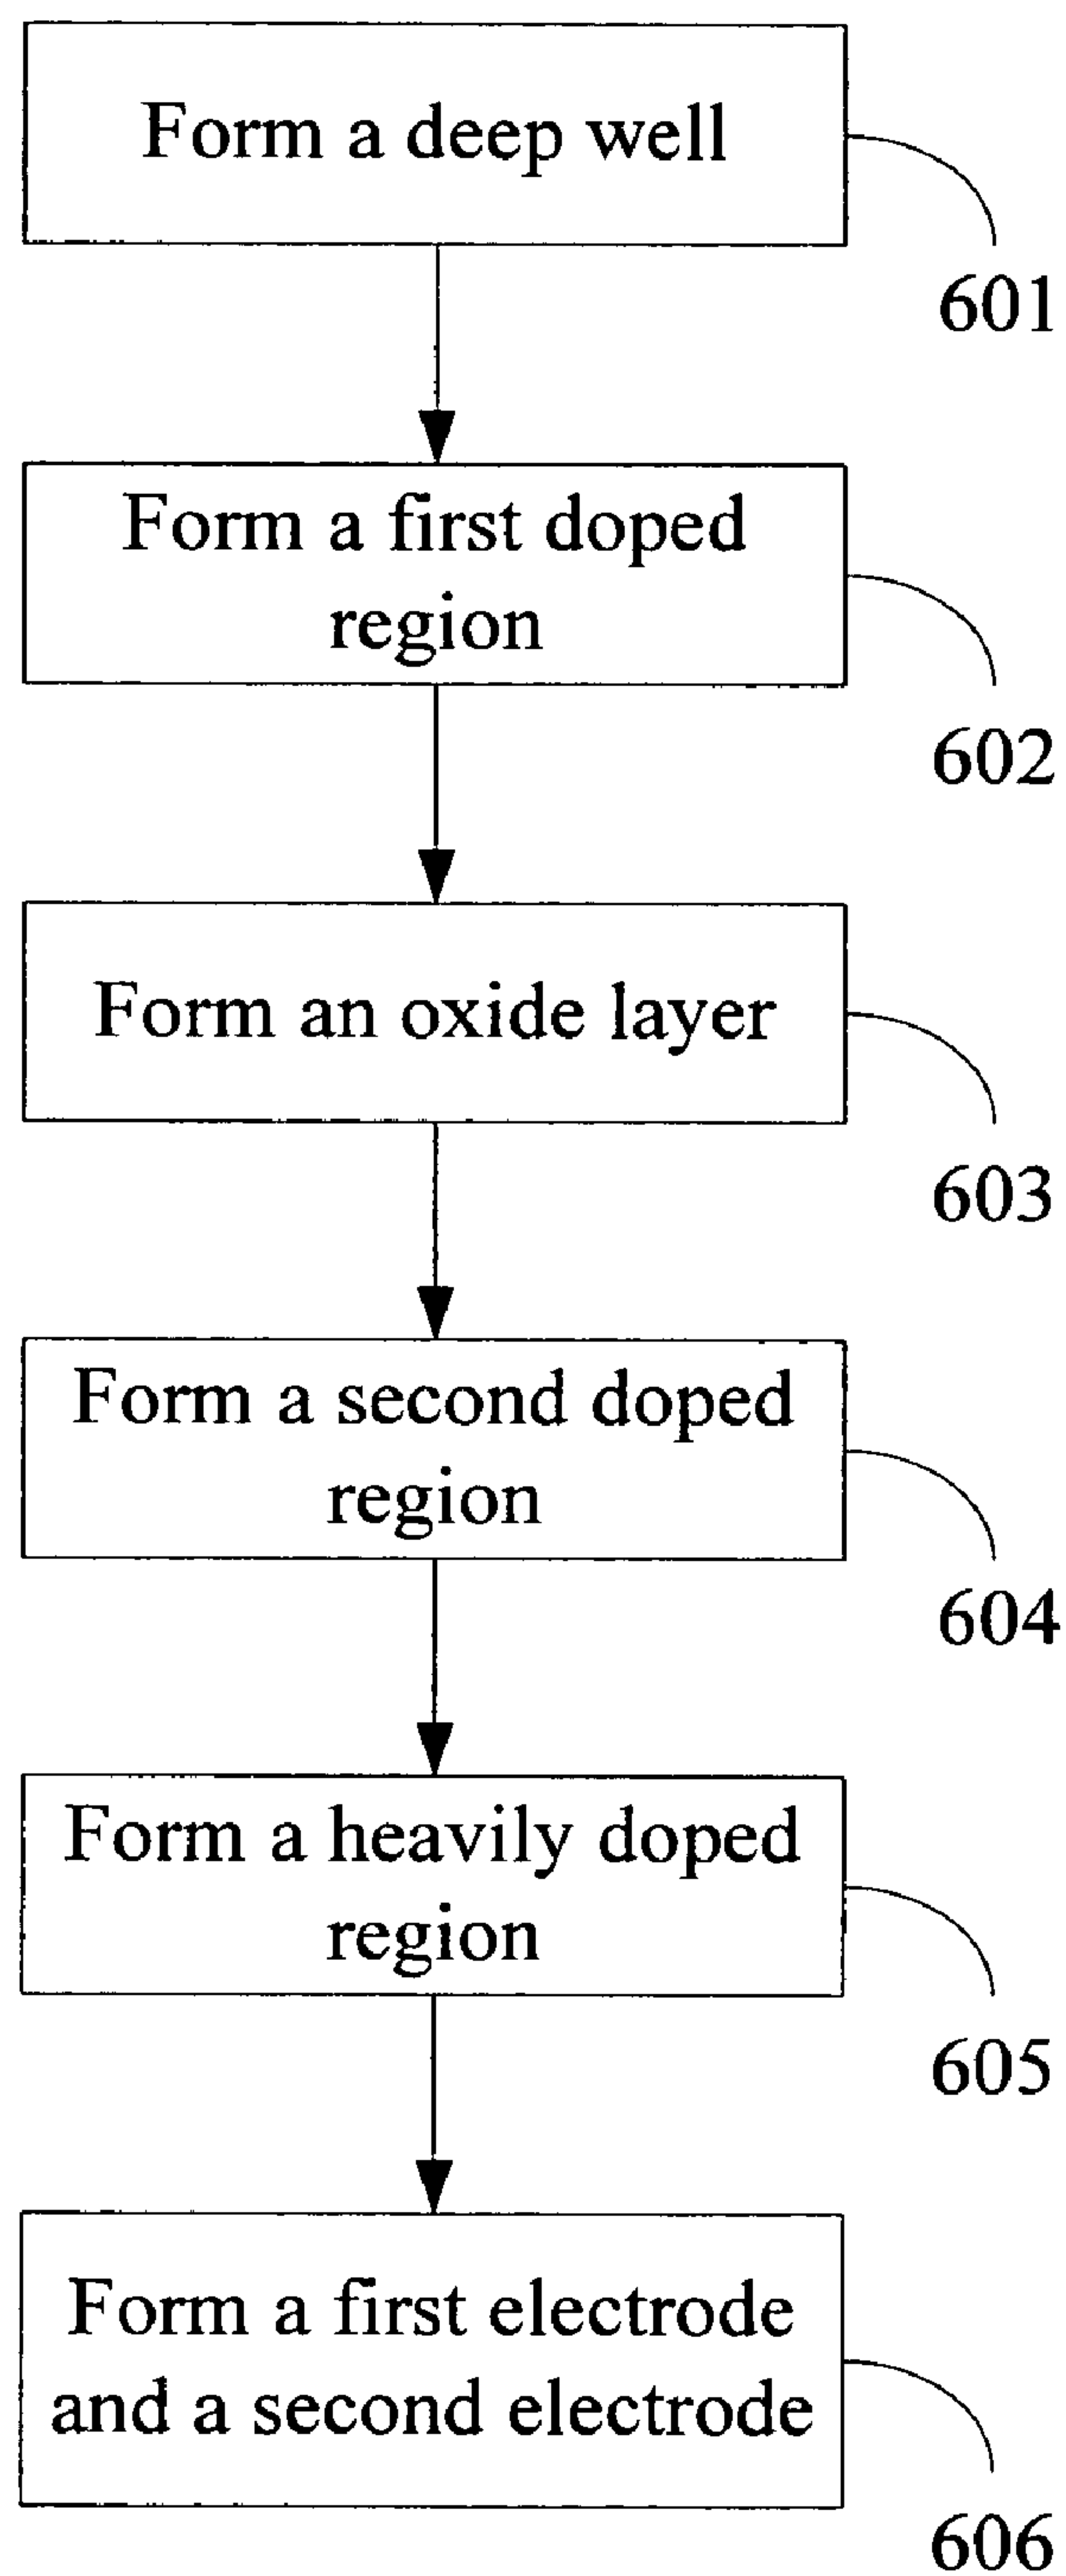 Form a deep well
601
Form a first doped
region
602
Form an oxide layer
603
Form a second doped
region
604
Form a heavily doped
region
605
Form a first electrode
and a second electrode
606